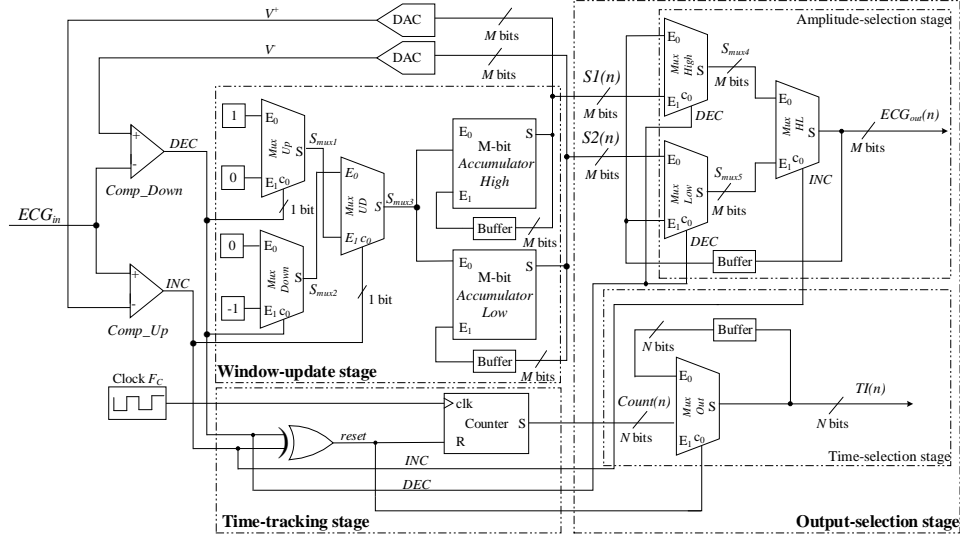 V+
DAC
M bits
V-
DAC
M bits
Amplitude-selection stage
E0
Mux High
S
E1 c0
Smux4
M bits
DEC
S1(n)
M bits
S2(n)
M bits
E0
Mux Low
S
E1 c0
Smux5
M bits
DEC
E0
Mux HL
S
E1 c0
INC
ECGout(n)
M bits
Buffer
1
0
E0
Mux Up
S
E1 c0
Smux1
1 bit
0
-1
E0
Mux Down
S
E1 c0
Smux2
E0
Mux UD
S
E1 c0
Smux3
1 bit
E0
S
M-bit
Accumulator
High
E1
Buffer
M bits
E0
S
M-bit
Accumulator
Low
E1
Buffer
M bits
Window-update stage
+
-
DEC
Comp_Down
ECGin
+
-
INC
Comp_Up
Clock FC
clk
Counter
S
R
reset
INC
DEC
Time-tracking stage
Count(n)
N bits
N bits
Buffer
E0
Mux Out
S
E1 c0
TI(n)
N bits
Time-selection stage
Output-selection stage